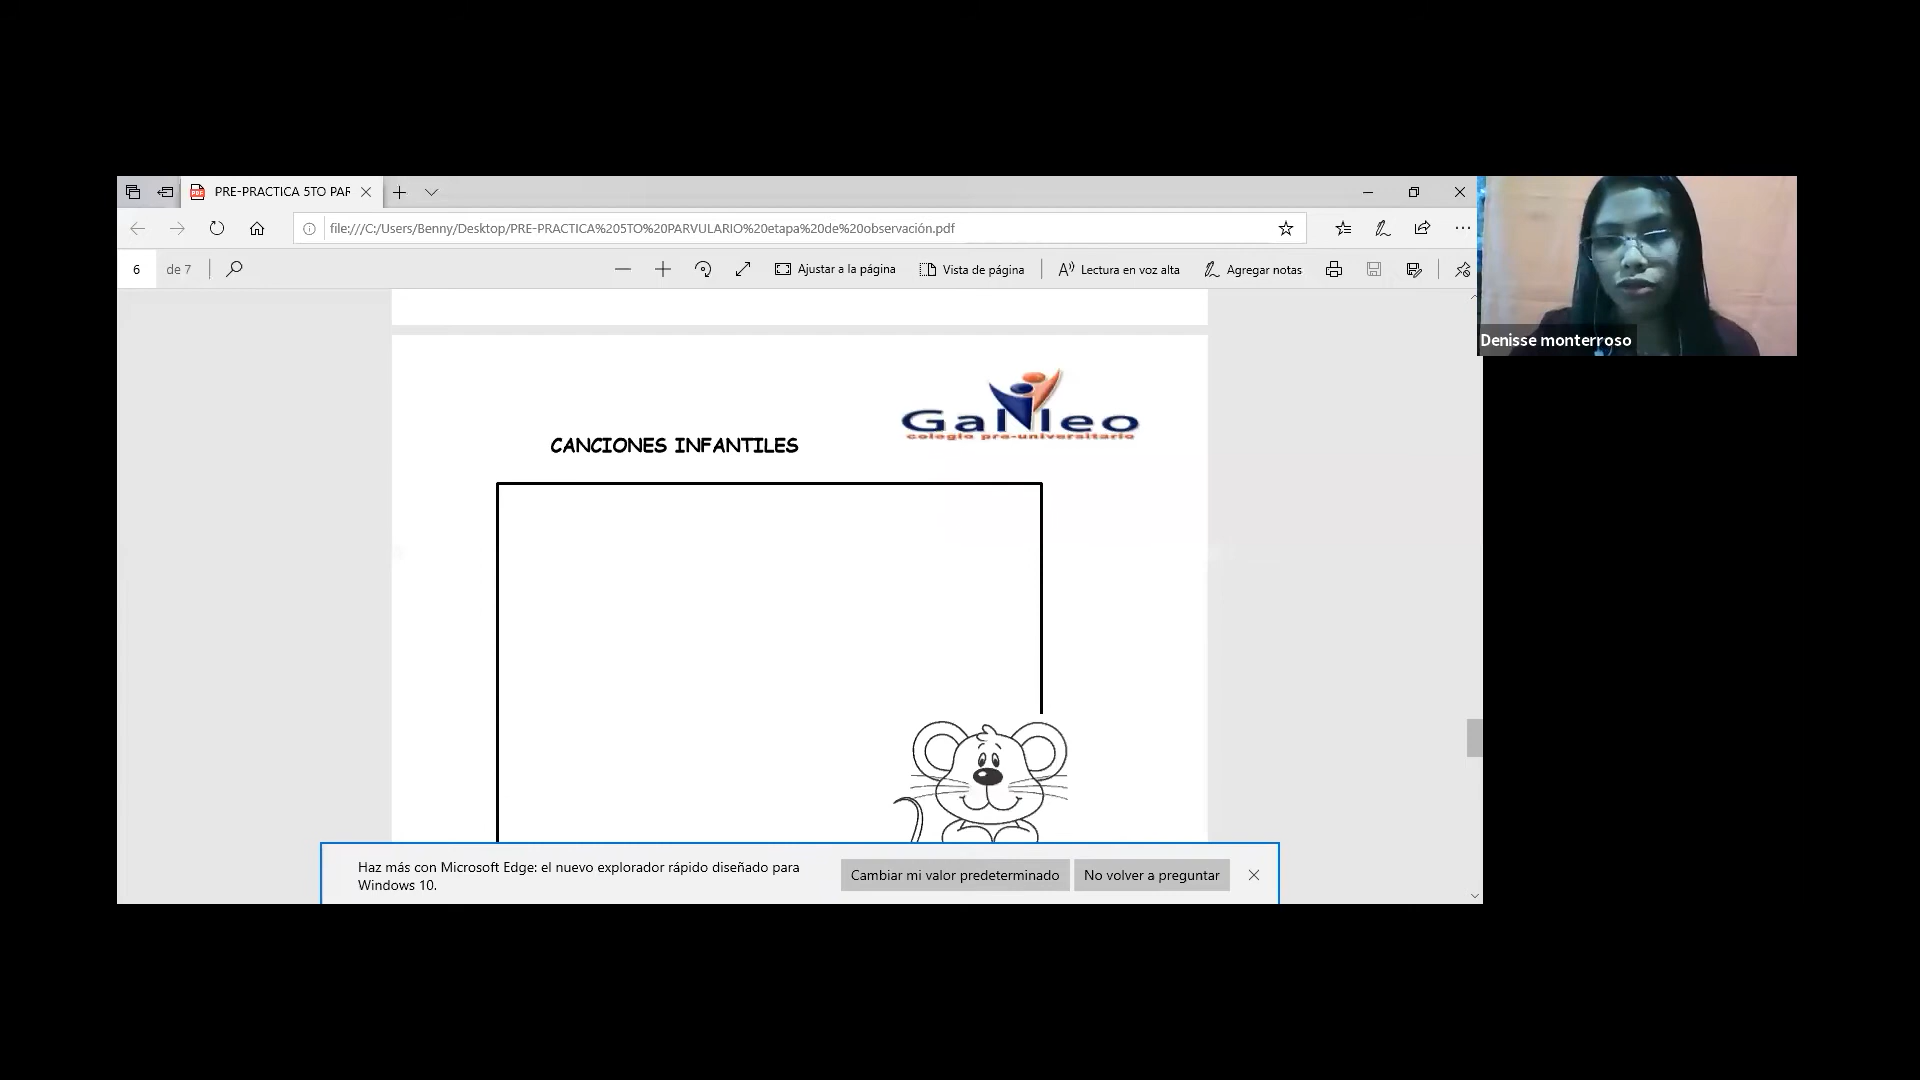 PRE-PRACTICA 5TO PAR
file:///C:/Users/Benny/Desktop/PRE-PRACTICA%205TO%20PARVULARIO%20etapa%20de%20observación.pdf
6 de 7 Ajustar a la página Vista de página Lectura en voz alta Agregar notas
Denisse monterroso
Galileo
colegio pre-universitario
CANCIONES INFANTILES
Haz más con Microsoft Edge: el nuevo explorador rápido diseñado para
Windows 10.
Cambiar mi valor predeterminado
No volver a preguntar